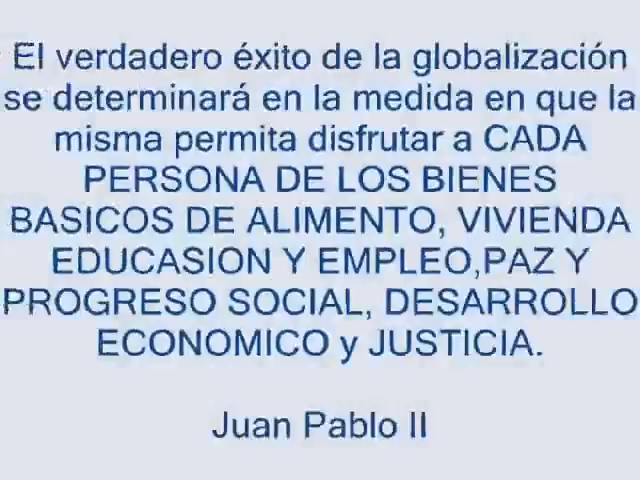 El verdadero éxito de la globalización
se determinará en la medida en que la
misma permita disfrutar a CADA
PERSONA DE LOS BIENES
BASICOS DE ALIMENTO, VIVIENDA
EDUCASION Y EMPLEO,PAZ Y
PROGRESO SOCIAL, DESARROLLO
ECONOMICO y JUSTICIA.
Juan Pablo II